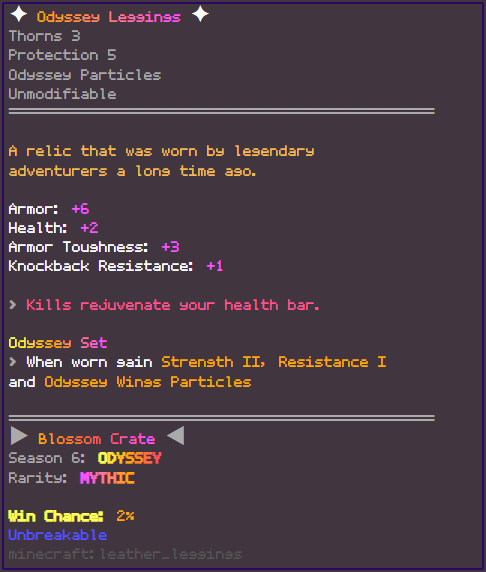 ✦ Odyssey Leggings ✦
Thorns 3
Protection 5
Odyssey Particles
Unmodifiable
A relic that was worn by legendary
adventurers a long time ago.
Armor: +6
Health: +2
Armor Toughness: +3
Knockback Resistance: +1
> Kills rejuvenate your health bar.
Odyssey Set
> When worn gain Strength II, Resistance I
and Odyssey Wings Particles
▶ Blossom Crate ◀
Season 6: ODYSSEY
Rarity: MYTHIC
Win Chance: 2%
Unbreakable
minecraft:leather_leggings